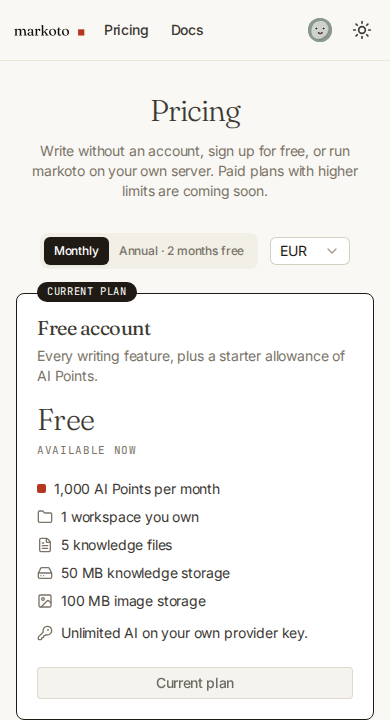 markoto
Pricing
Docs
Pricing
Write without an account, sign up for free, or run
markoto on your own server. Paid plans with higher
limits are coming soon.
Monthly
Annual · 2 months free
EUR
CURRENT PLAN
Free account
Every writing feature, plus a starter allowance of
AI Points.
Free
AVAILABLE NOW
1,000 AI Points per month
1 workspace you own
5 knowledge files
50 MB knowledge storage
100 MB image storage
Unlimited AI on your own provider key.
Current plan